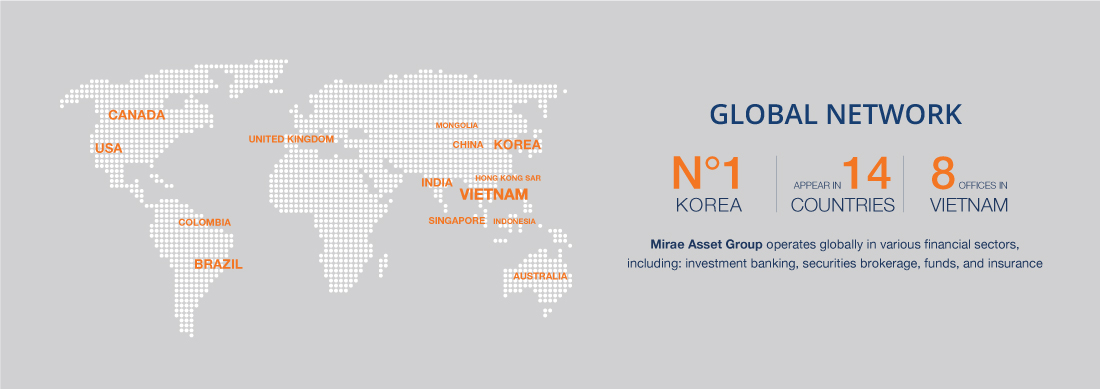 CANADA
USA
UNITED KINGDOM
MONGOLIA
CHINA
KOREA
HONG KONG SAR
INDIA
VIETNAM
SINGAPORE
INDONESIA
COLOMBIA
BRAZIL
AUSTRALIA
GLOBAL NETWORK
N°1
KOREA
APPEAR IN 14
COUNTRIES
8 OFFICES IN
VIETNAM
Mirae Asset Group operates globally in various financial sectors,
including: investment banking, securities brokerage, funds, and insurance